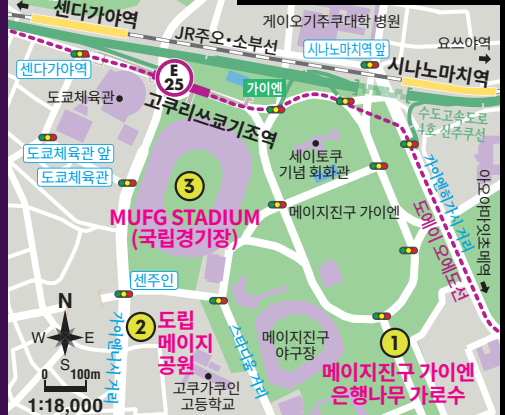 센다가야역
게이오기주쿠대학 병원
JR주오•소부선
시나노마치역 앞
요쓰야역
센다가야역
E
25
가이엔
시나노마치역
도쿄체육관
고쿠리쓰쿄기조역
수도고속도로
4호 신주쿠선
도쿄체육관 앞
도쿄체육관
3
세이토쿠
기념 회화관
가이엔히가시 거리
아오야마잇초메역
MUFG STADIUM
(국립경기장)
메이지진구 가이엔
도에이 오에도선
센주인
N
W
E
S
2
도립
메이지
공원
가이엔니시 거리
스타디움 거리
메이지진구
야구장
1
메이지진구 가이엔
은행나무 가로수
0 100m
1:18,000
고쿠가쿠인
고등학교